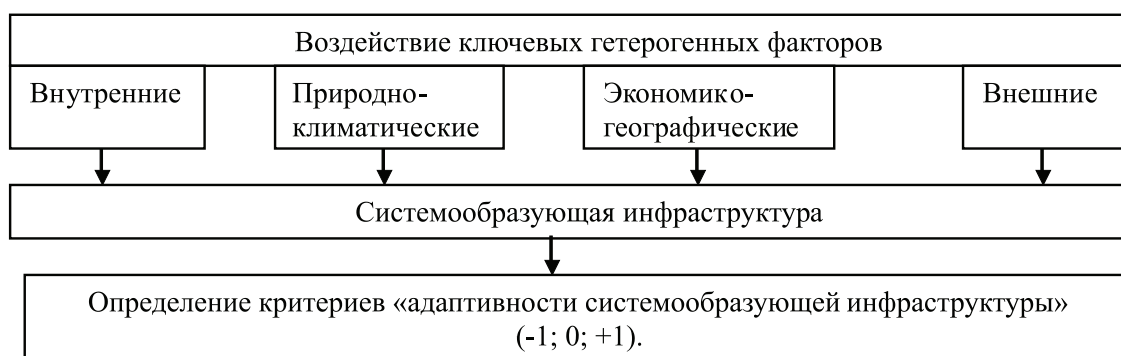 Воздействие ключевых гетерогенных факторов
Внутренние
Природно-
климатические
Экономико-
географические
Внешние
Системообразующая инфраструктура
Определение критериев «адаптивности системообразующей инфраструктуры»
(-1; 0; +1).